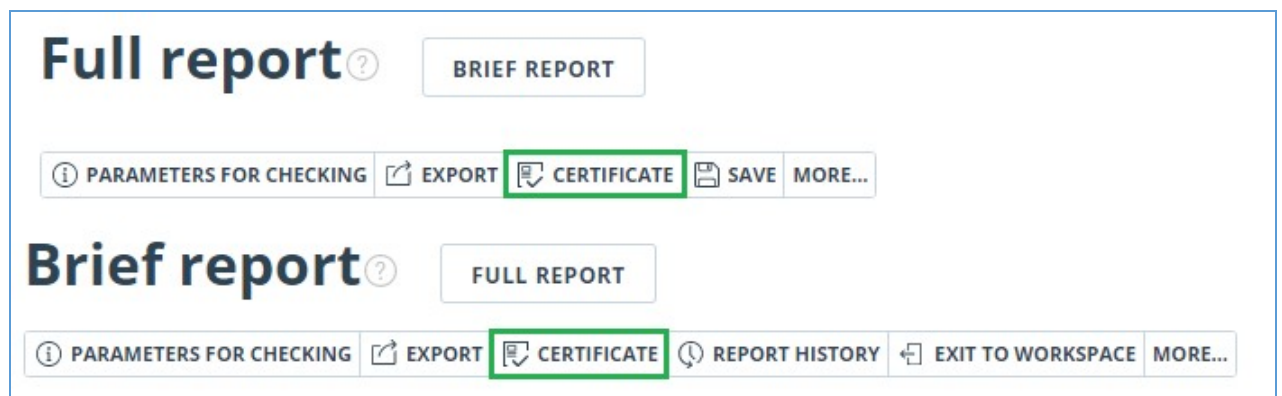 Full report ? BRIEF REPORT
i PARAMETERS FOR CHECKING EXPORT CERTIFICATE SAVE MORE...
Brief report ? FULL REPORT
i PARAMETERS FOR CHECKING EXPORT CERTIFICATE REPORT HISTORY EXIT TO WORKSPACE MORE...